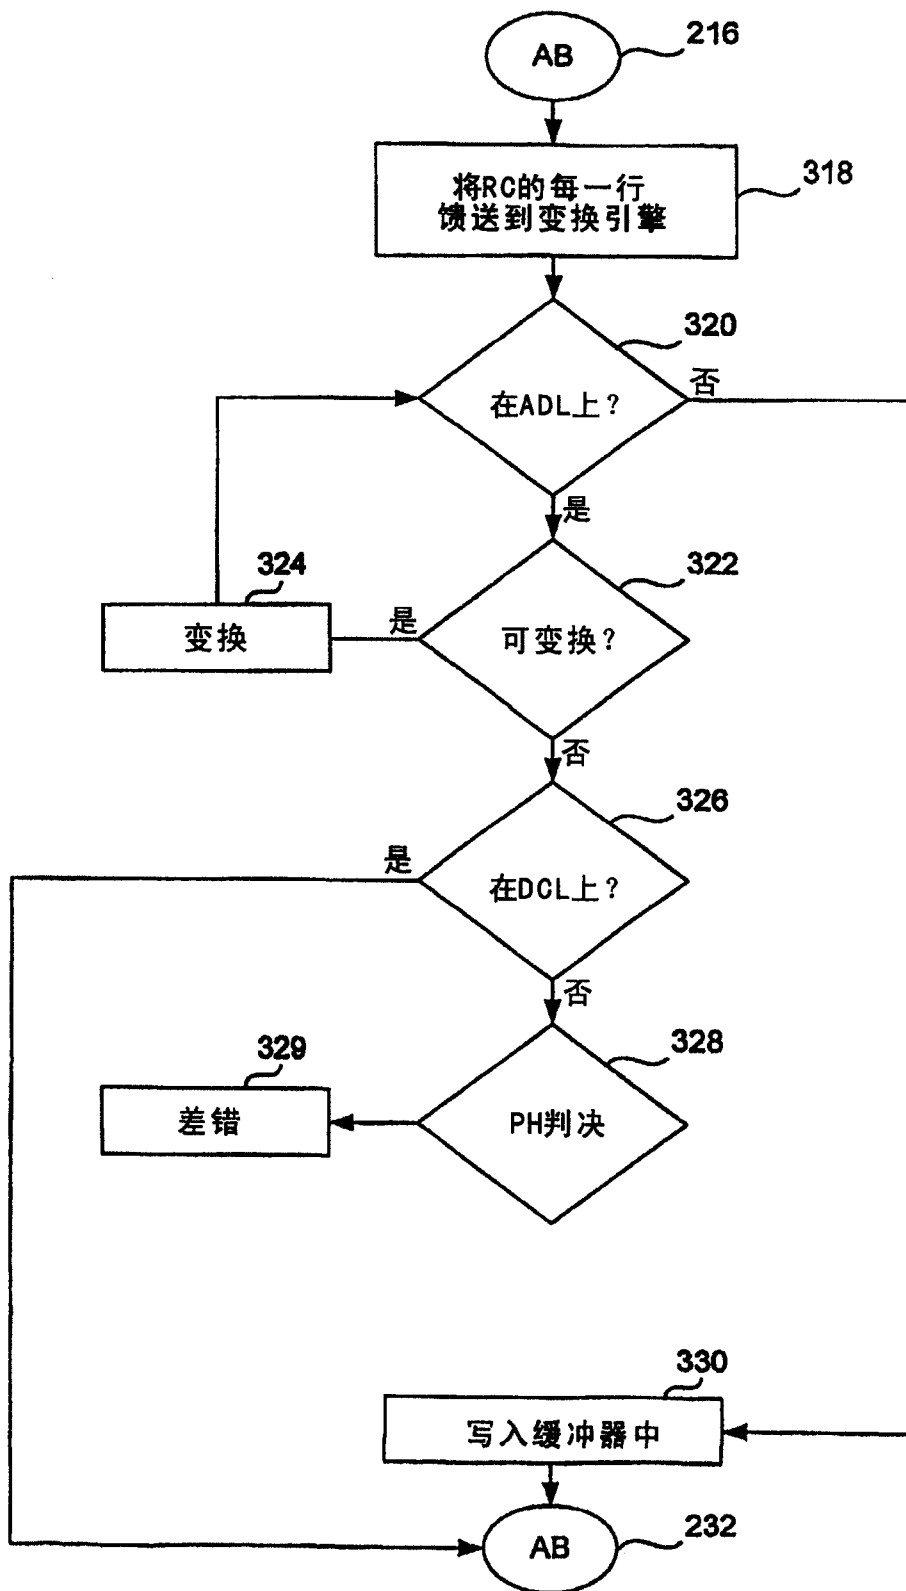 AB
216
将RC的每一行
馈送到变换引擎
318
320
在ADL上？
否
是
322
324
变换
是
可变换？
否
326
是
在DCL上？
否
328
329
差错
PH判决
330
写入缓冲器中
232
AB